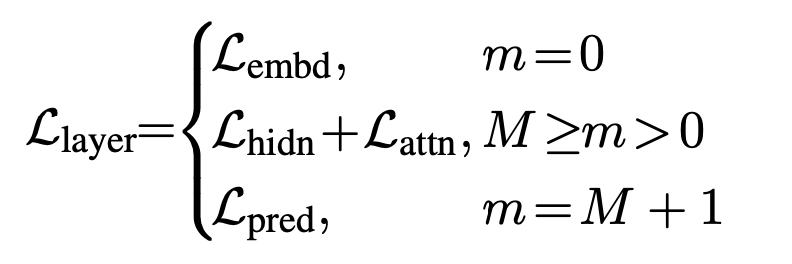 ℒ_embd, m=0
ℒ_layer={ℒ_hidn+ℒ_attn, M≥m>0
ℒ_pred, m=M+1